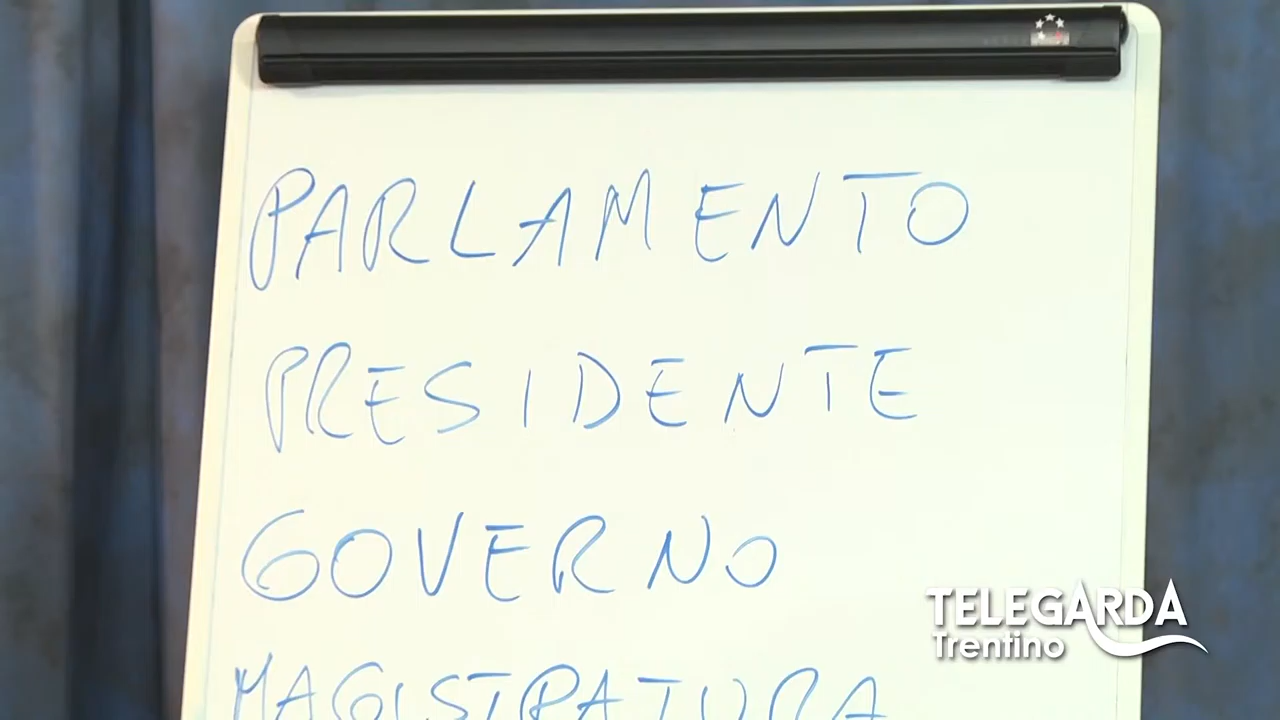 PARLAMENTO
PRESIDENTE
GOVERNO
MAGISTRATURA
TELEGARDA
Trentino